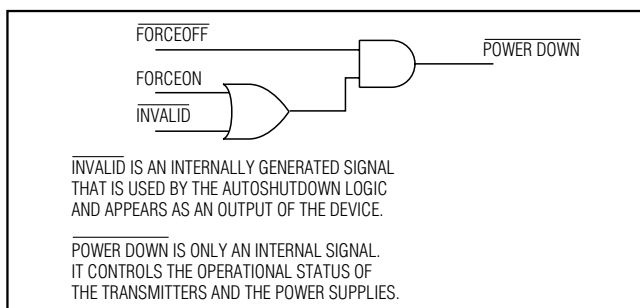 FORCEOFF
POWER DOWN
FORCEON
INVALID
INVALID IS AN INTERNALLY GENERATED SIGNAL
THAT IS USED BY THE AUTOSHUTDOWN LOGIC
AND APPEARS AS AN OUTPUT OF THE DEVICE.
POWER DOWN IS ONLY AN INTERNAL SIGNAL.
IT CONTROLS THE OPERATIONAL STATUS OF
THE TRANSMITTERS AND THE POWER SUPPLIES.